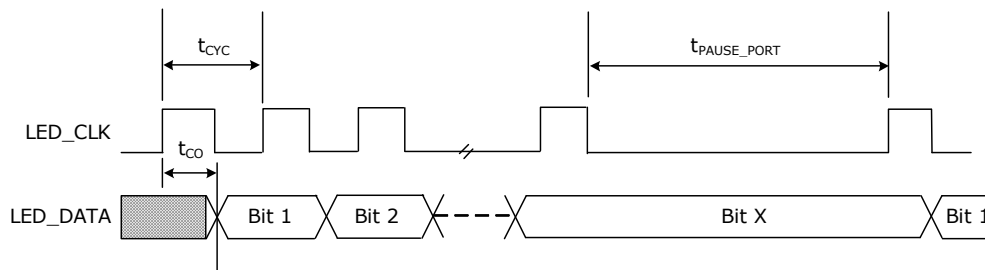 tCYC
tPAUSE_PORT
LED_CLK
tCO
LED_DATA
Bit 1
Bit 2
Bit X
Bit 1